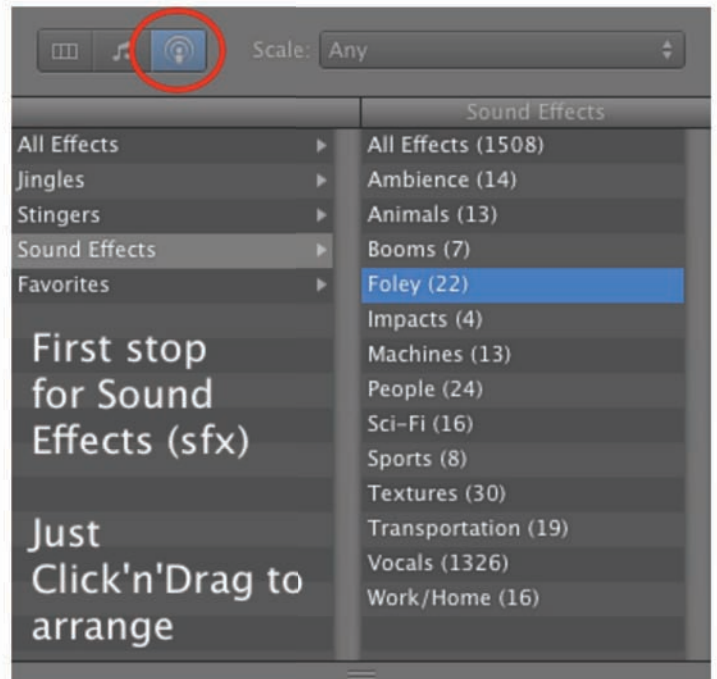 Scale: Any
Sound Effects
All Effects
Jingles
Stingers
Sound Effects
Favorites
First stop
for Sound
Effects (sfx)
Just
Click'n'Drag to
arrange
All Effects (1508)
Ambience (14)
Animals (13)
Booms (7)
Foley (22)
Impacts (4)
Machines (13)
People (24)
Sci-Fi (16)
Sports (8)
Textures (30)
Transportation (19)
Vocals (1326)
Work/Home (16)